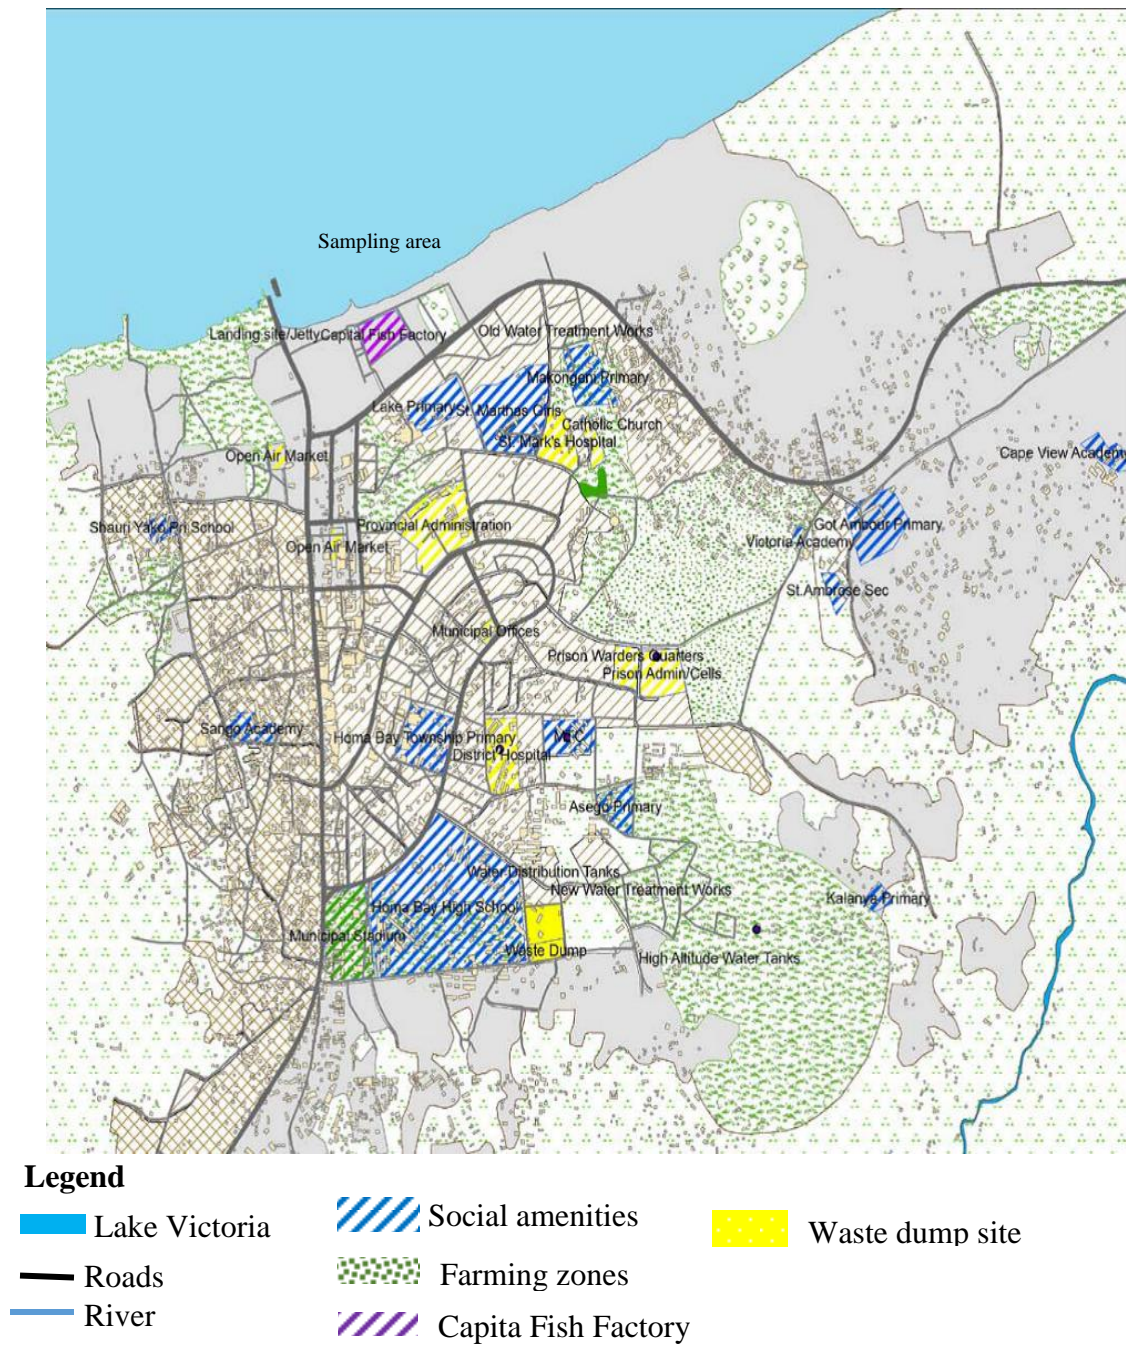 Sampling area
Landing site/Jetty
Capital Fish Factory
Old Water Treatment Works
Makongeni Primary
Lake Primary
St. Marthas Girls
Catholic Church
St. Mark's Hospital
Open Air Market
Cape View Academy
Shauri Yako Pri School
Provincial Administration
Got Ambour Primary
Open Air Market
Victoria Academy
St.Ambrose Sec
Municipal Offices
Prison Warders Quarters
Prison Admin/Cells
Sango Academy
Homa Bay Township Primary
District Hospital
Asego Primary
Water Distribution Tanks
New Water Treatment Works
Kalanya Primary
Homa Bay High School
Municipal Stadium
Waste Dump
High Altitude Water Tanks
Legend
Lake Victoria
Social amenities
Waste dump site
Roads
Farming zones
River
Capita Fish Factory